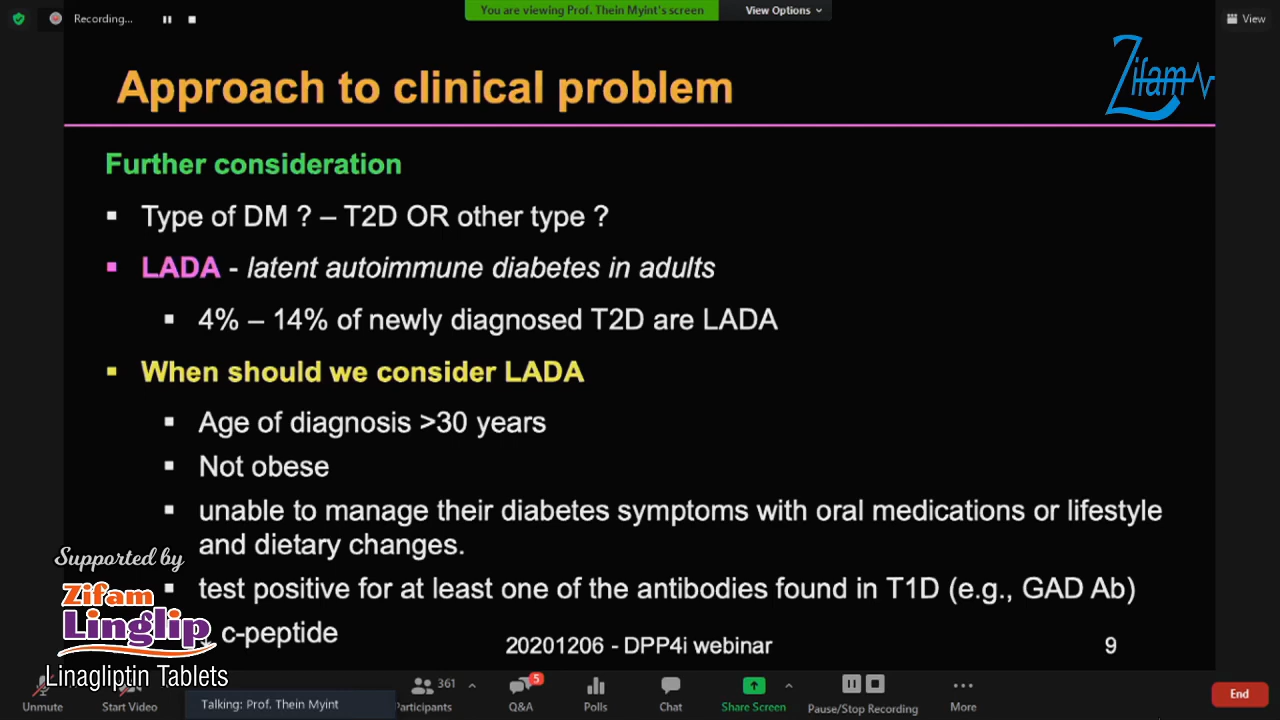 Recording...
You are viewing Prof. Thein Myint's screen
View Options
View
Zifam
Approach to clinical problem
Further consideration
▪ Type of DM ? – T2D OR other type ?
▪ LADA - latent autoimmune diabetes in adults
▪ 4% – 14% of newly diagnosed T2D are LADA
▪ When should we consider LADA
▪ Age of diagnosis >30 years
▪ Not obese
▪ unable to manage their diabetes symptoms with oral medications or lifestyle
and dietary changes.
▪ test positive for at least one of the antibodies found in T1D (e.g., GAD Ab)
↓ c-peptide
20201206 - DPP4i webinar
9
Supported by
Zifam
Linglip
Linagliptin Tablets
Unmute
Start Video
Talking: Prof. Thein Myint
361
Participants
5
Q&A
Polls
Chat
Share Screen
Pause/Stop Recording
More
End